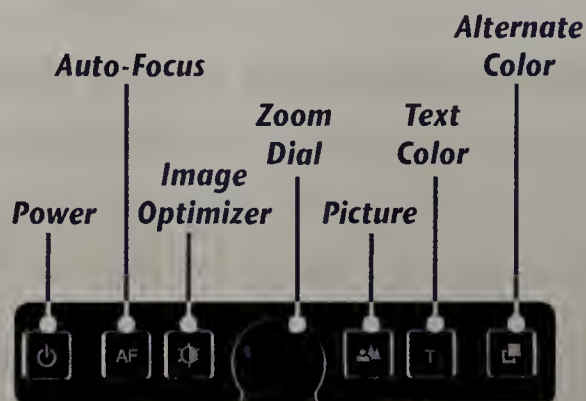 Alternate
Color
Auto-Focus
Zoom
Dial
Text
Color
Image
Optimizer
Power
Picture
AF
T